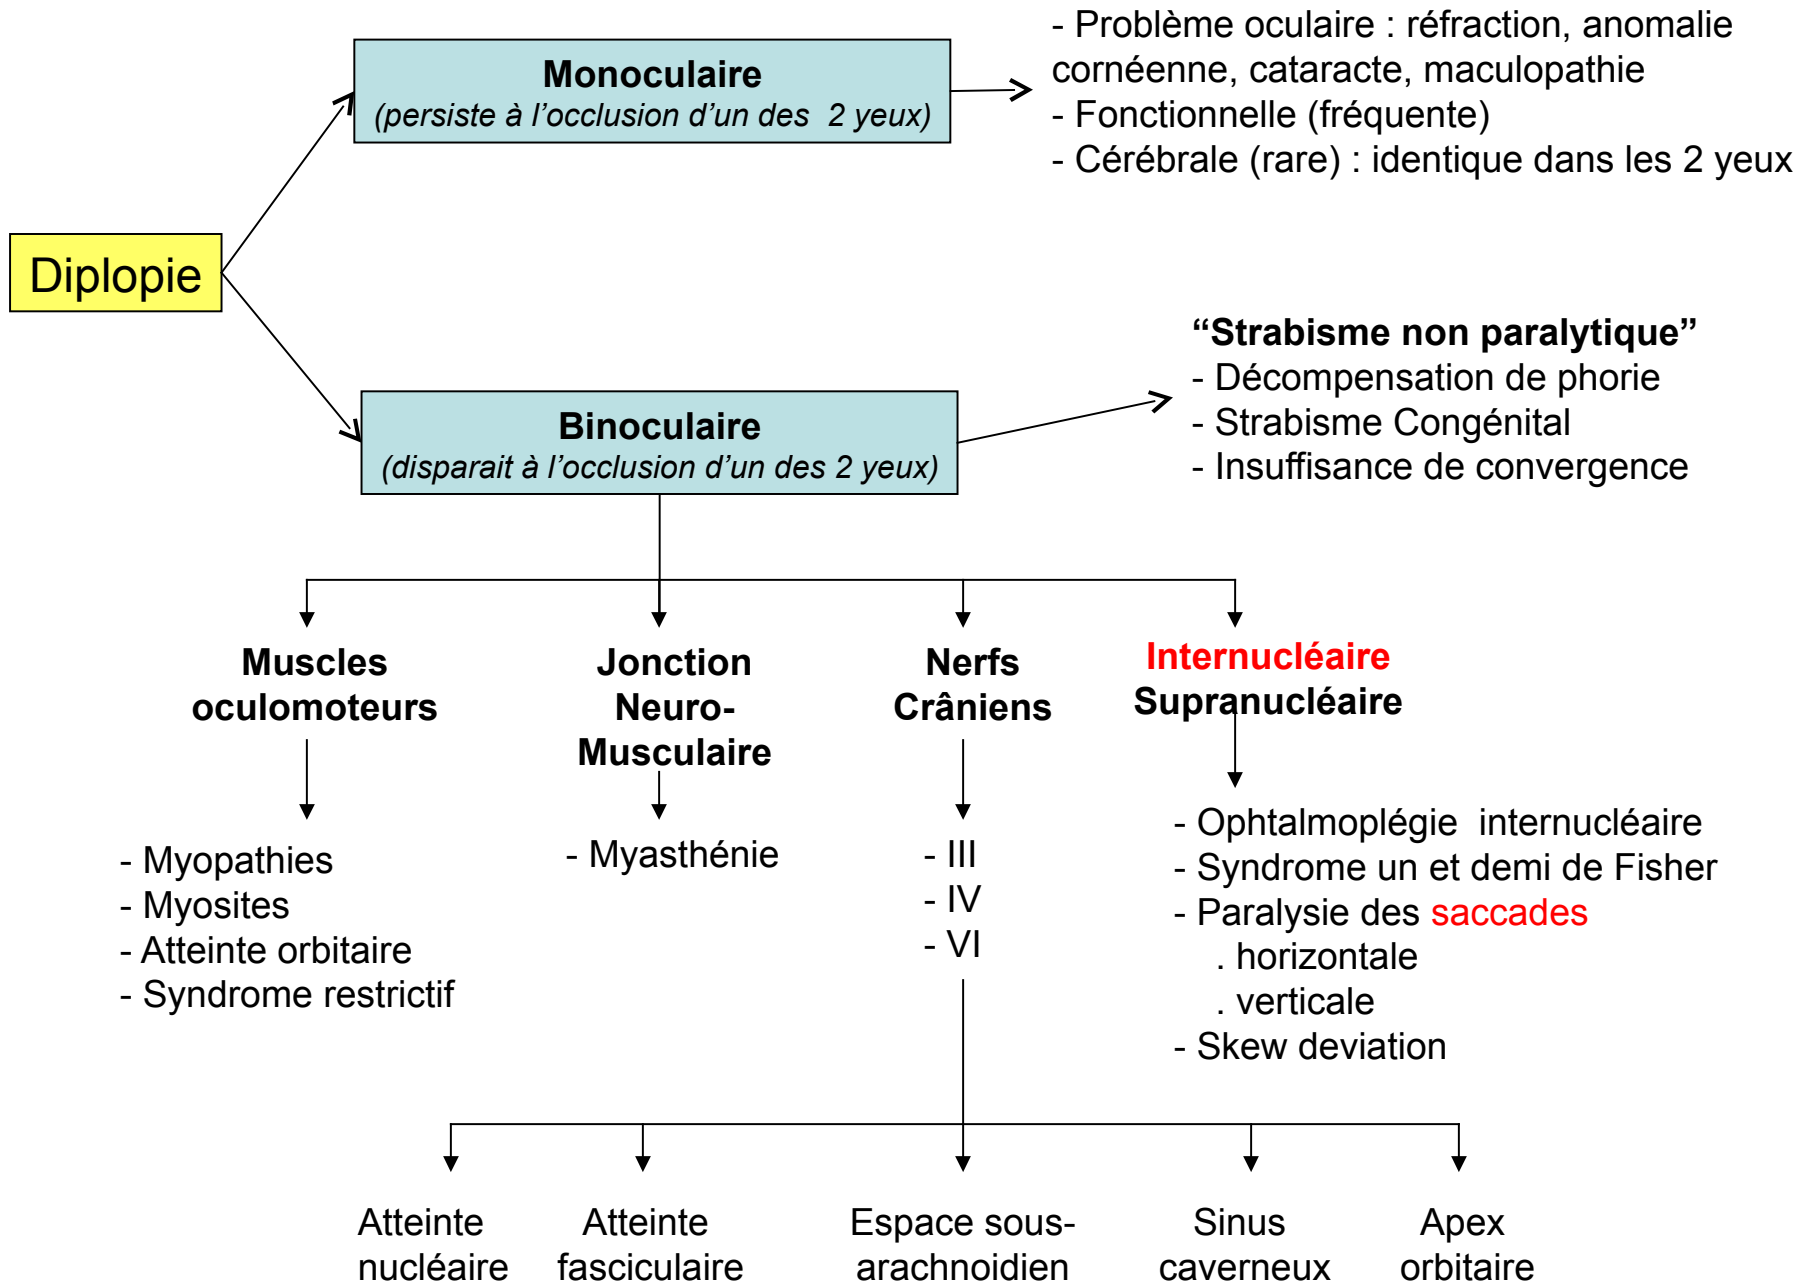 - Problème oculaire : réfraction, anomalie
cornéenne, cataracte, maculopathie
- Fonctionnelle (fréquente)
- Cérébrale (rare) : identique dans les 2 yeux
Monoculaire
(persiste à l’occlusion d’un des  2 yeux)
Diplopie
“Strabisme non paralytique”
- Décompensation de phorie
- Strabisme Congénital
- Insuffisance de convergence
Binoculaire
(disparait à l’occlusion d’un des 2 yeux)
Muscles
oculomoteurs
Jonction
Neuro-
Musculaire
Nerfs
Crâniens
Internucléaire
Supranucléaire
- Myopathies
- Myosites
- Atteinte orbitaire
- Syndrome restrictif
- Myasthénie
- III
- IV
- VI
- Ophtalmoplégie  internucléaire
- Syndrome un et demi de Fisher
- Paralysie des saccades
. horizontale
. verticale
- Skew deviation
Atteinte
nucléaire
Atteinte
fasciculaire
Espace sous-
arachnoidien
Sinus
caverneux
Apex
orbitaire